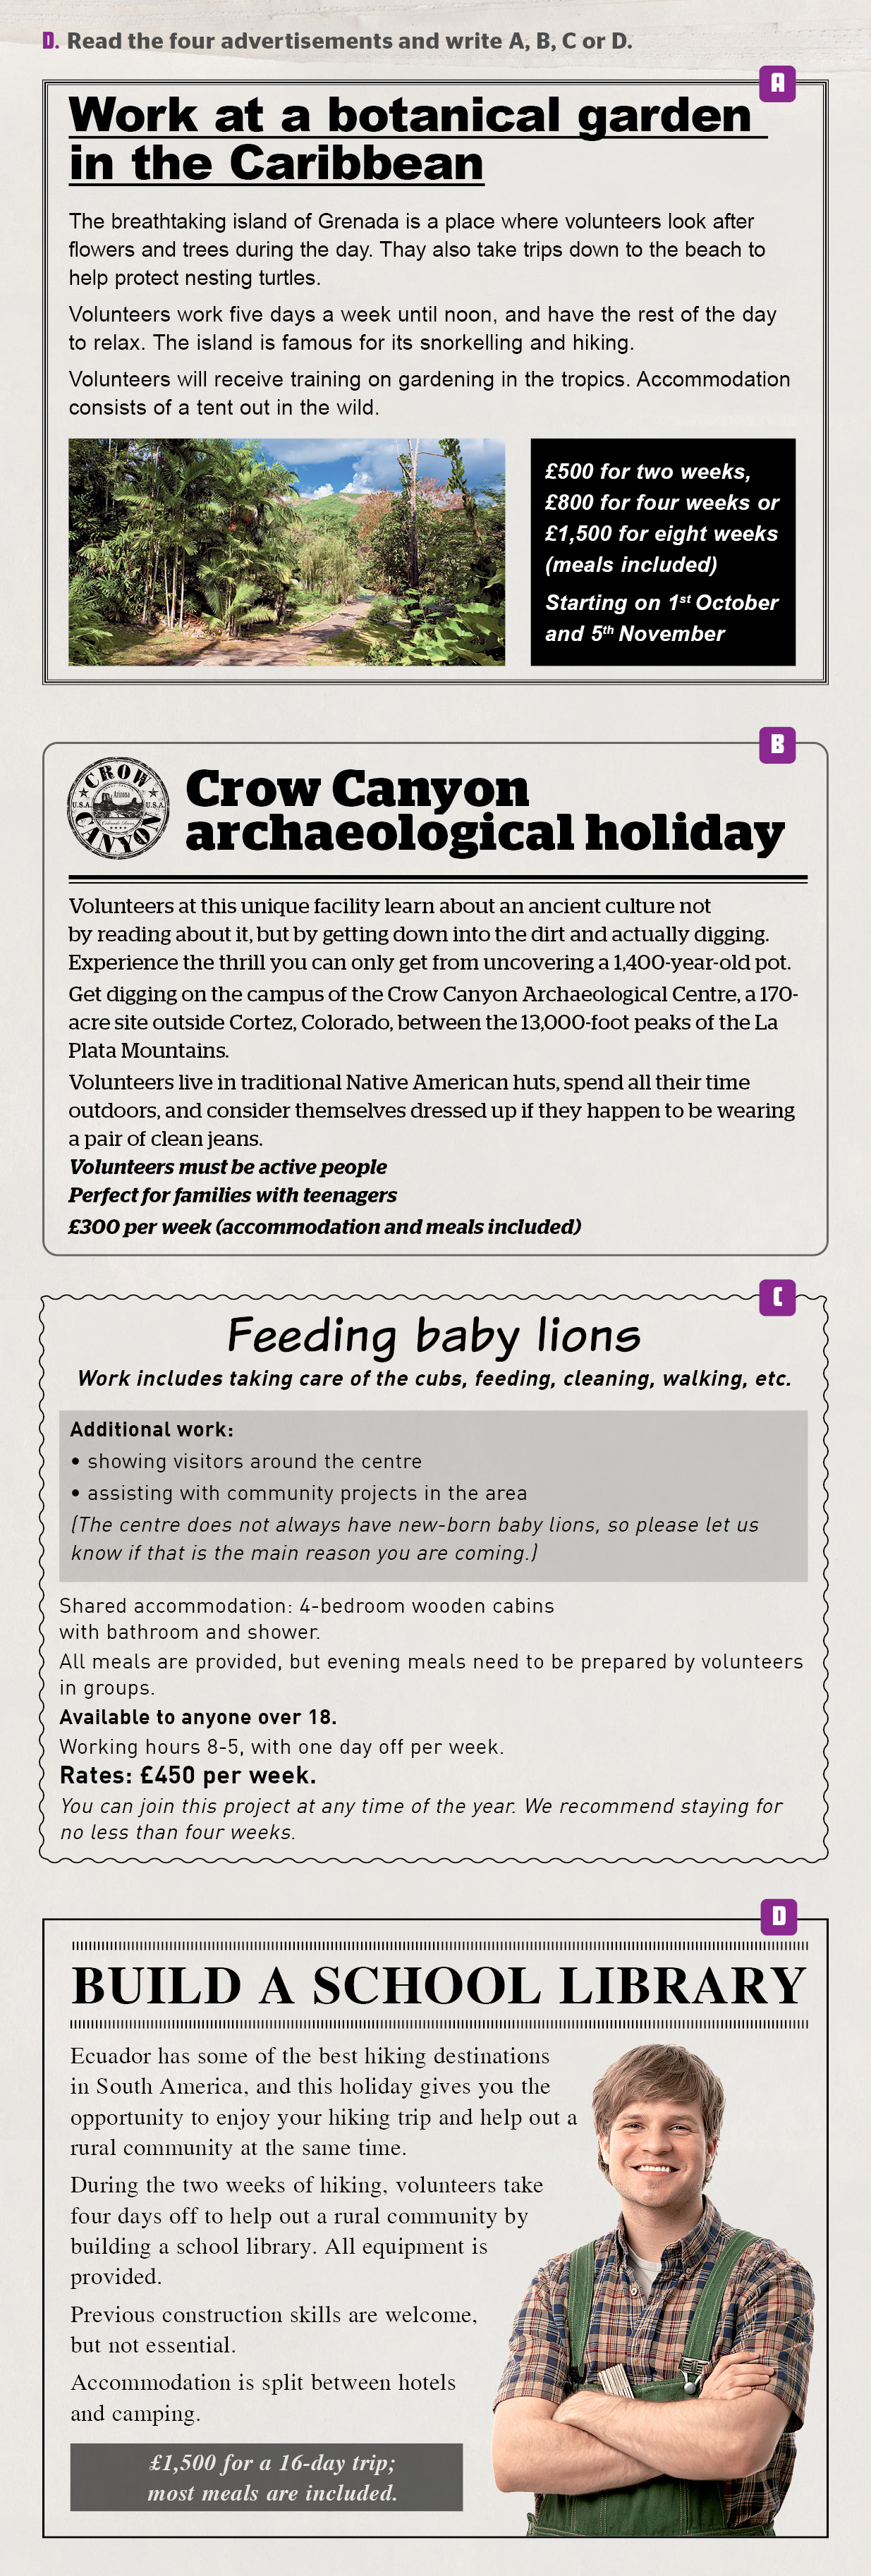 D. Read the four advertisements and write A, B, C or D.
A
Work at a botanical garden
in the Caribbean
The breathtaking island of Grenada is a place where volunteers look after
flowers and trees during the day. Thay also take trips down to the beach to
help protect nesting turtles.
Volunteers work five days a week until noon, and have the rest of the day
to relax. The island is famous for its snorkelling and hiking.
Volunteers will receive training on gardening in the tropics. Accommodation
consists of a tent out in the wild.
£500 for two weeks,
£800 for four weeks or
£1,500 for eight weeks
(meals included)
Starting on 1st October
and 5th November
B
CROW
Arizona
U.S.A. U.S.A.
CANYON
Crow Canyon
archaeological holiday
Volunteers at this unique facility learn about an ancient culture not
by reading about it, but by getting down into the dirt and actually digging.
Experience the thrill you can only get from uncovering a 1,400-year-old pot.
Get digging on the campus of the Crow Canyon Archaeological Centre, a 170-
acre site outside Cortez, Colorado, between the 13,000-foot peaks of the La
Plata Mountains.
Volunteers live in traditional Native American huts, spend all their time
outdoors, and consider themselves dressed up if they happen to be wearing
a pair of clean jeans.
Volunteers must be active people
Perfect for families with teenagers
£300 per week (accommodation and meals included)
C
Feeding baby lions
Work includes taking care of the cubs, feeding, cleaning, walking, etc.
Additional work:
• showing visitors around the centre
• assisting with community projects in the area
(The centre does not always have new-born baby lions, so please let us
know if that is the main reason you are coming.)
Shared accommodation: 4-bedroom wooden cabins
with bathroom and shower.
All meals are provided, but evening meals need to be prepared by volunteers
in groups.
Available to anyone over 18.
Working hours 8-5, with one day off per week.
Rates: £450 per week.
You can join this project at any time of the year. We recommend staying for
no less than four weeks.
D
BUILD A SCHOOL LIBRARY
Ecuador has some of the best hiking destinations
in South America, and this holiday gives you the
opportunity to enjoy your hiking trip and help out a
rural community at the same time.
During the two weeks of hiking, volunteers take
four days off to help out a rural community by
building a school library. All equipment is
provided.
Previous construction skills are welcome,
but not essential.
Accommodation is split between hotels
and camping.
£1,500 for a 16-day trip;
most meals are included.